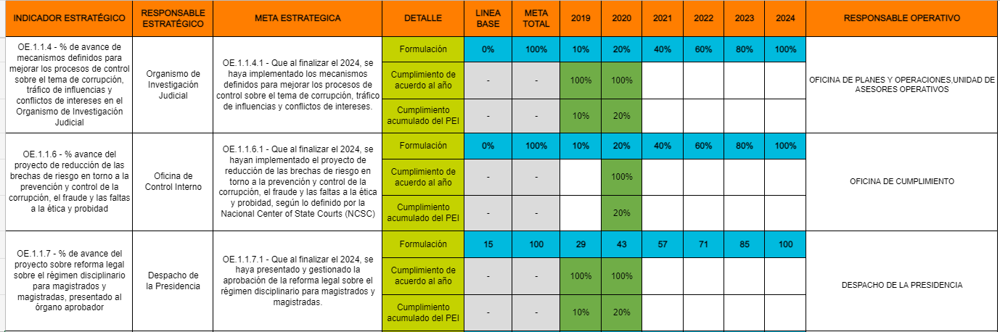 INDICADOR ESTRATÉGICO
RESPONSABLE
ESTRATÉGICO
META ESTRATEGICA
DETALLE
LINEA
BASE
META
TOTAL
2019
2020
2021
2022
2023
2024
RESPONSABLE OPERATIVO
OE.1.1.4 - % de avance de
mecanismos definidos para
mejorar los procesos de control
sobre el tema de corrupción,
tráfico de influencias y
conflictos de intereses en el
Organismo de Investigación
Judicial
Organismo de
Investigación
Judicial
OE.1.1.4.1 - Que al finalizar el 2024, se
haya implementado los mecanismos
definidos para mejorar los procesos de
control sobre el tema de corrupción, tráfico
de influencias y conflictos de intereses.
Formulación
0%
100%
10%
20%
40%
60%
80%
100%
Cumplimiento de
acuerdo al año
-
-
100%
100%
Cumplimiento
acumulado del PEI
-
-
10%
20%
OFICINA DE PLANES Y OPERACIONES,UNIDAD DE
ASESORES OPERATIVOS
OE.1.1.6 - % avance del
proyecto de reducción de las
brechas de riesgo en torno a la
prevención y control de la
corrupción, el fraude y las faltas
a la ética y probidad
Oficina de
Control Interno
OE.1.1.6.1 - Que al finalizar el 2024, se
hayan implementado el proyecto de
reducción de las brechas de riesgo en
torno a la prevención y control de la
corrupción, el fraude y las faltas a la ética
y probidad, según lo definido por la
Nacional Center of State Courts (NCSC)
Formulación
0%
100%
10%
20%
40%
60%
80%
100%
Cumplimiento de
acuerdo al año
-
-
100%
Cumplimiento
acumulado del PEI
-
-
20%
OFICINA DE CUMPLIMIENTO
OE.1.1.7 - % de avance del
proyecto sobre reforma legal
sobre el régimen disciplinario
para magistrados y
magistradas, presentado al
órgano aprobador
Despacho de
la Presidencia
OE.1.1.7.1 - Que al finalizar el 2024, se
haya presentado y gestionado la
aprobación de la reforma legal sobre el
régimen disciplinario para magistrados y
magistradas.
Formulación
15
100
29
43
57
71
85
100
Cumplimiento de
acuerdo al año
-
-
100%
100%
Cumplimiento
acumulado del PEI
-
-
10%
20%
DESPACHO DE LA PRESIDENCIA